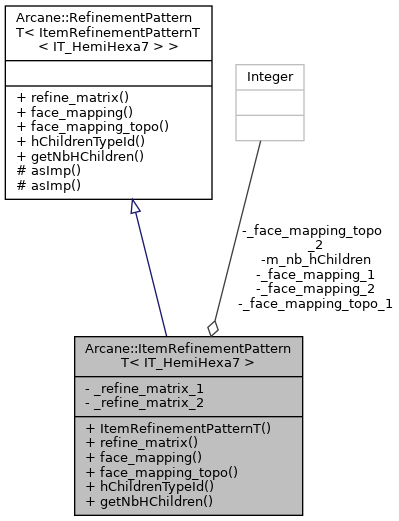 Arcane::RefinementPattern
T< ItemRefinementPatternT
< IT_HemiHexa7 > >
+ refine_matrix()
+ face_mapping()
+ face_mapping_topo()
+ hChildrenTypeId()
+ getNbHChildren()
# asImp()
# asImp()
Integer
-_face_mapping_topo
_2
-m_nb_hChildren
-_face_mapping_1
-_face_mapping_2
-_face_mapping_topo_1
Arcane::ItemRefinementPattern
T< IT_HemiHexa7 >
- _refine_matrix_1
- _refine_matrix_2
+ ItemRefinementPatternT()
+ refine_matrix()
+ face_mapping()
+ face_mapping_topo()
+ hChildrenTypeId()
+ getNbHChildren()